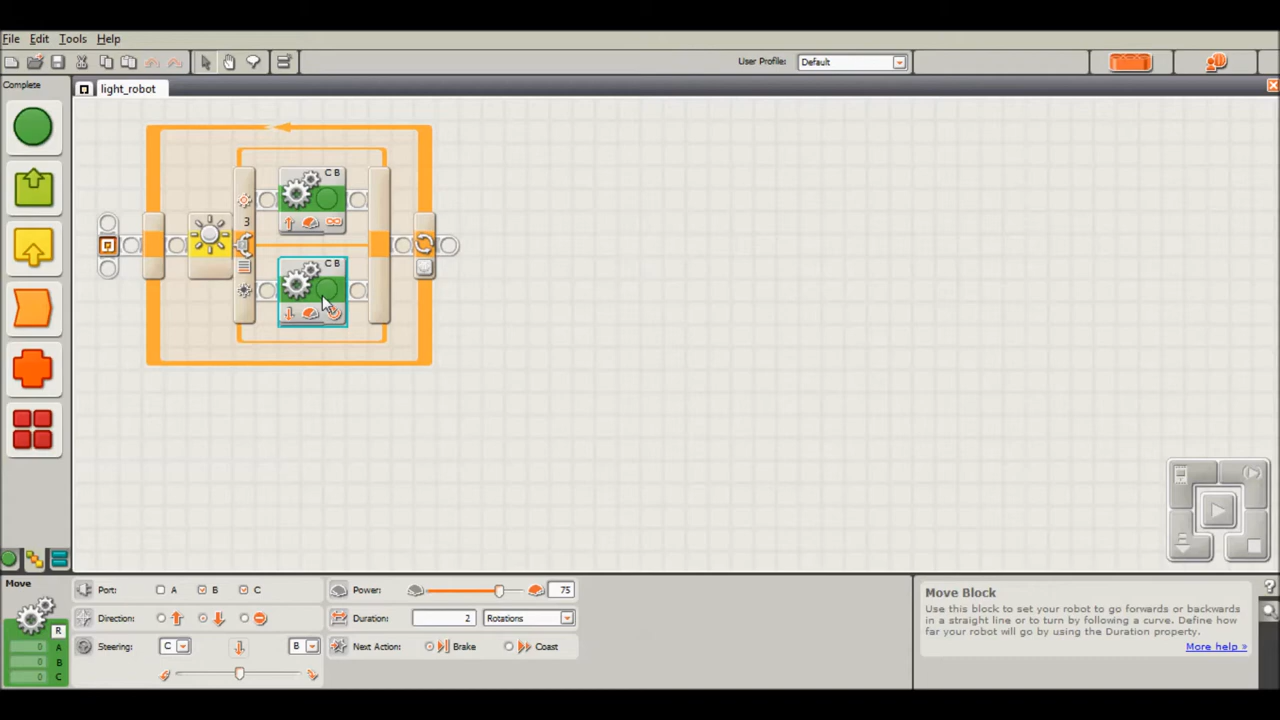 File Edit Tools Help
User Profile: Default
Complete
light_robot
C B
3
C B
Move
R
0 A
0 B
0 C
Port: A B C
Direction:
Steering: C B
Power: 75
Duration: 2 Rotations
Next Action: Brake Coast
Move Block
Use this block to set your robot to go forwards or backwards
in a straight line or to turn by following a curve. Define how
far your robot will go by using the Duration property.
More help »